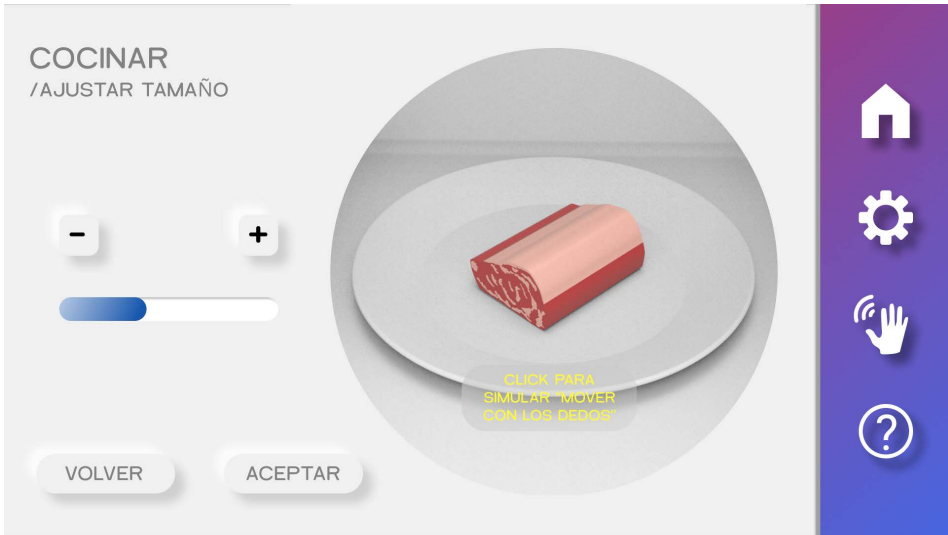 COCINAR
/AJUSTAR TAMAÑO
-
+
CLICK PARA
SIMULAR "MOVER
CON LOS DEDOS"
VOLVER
ACEPTAR
?